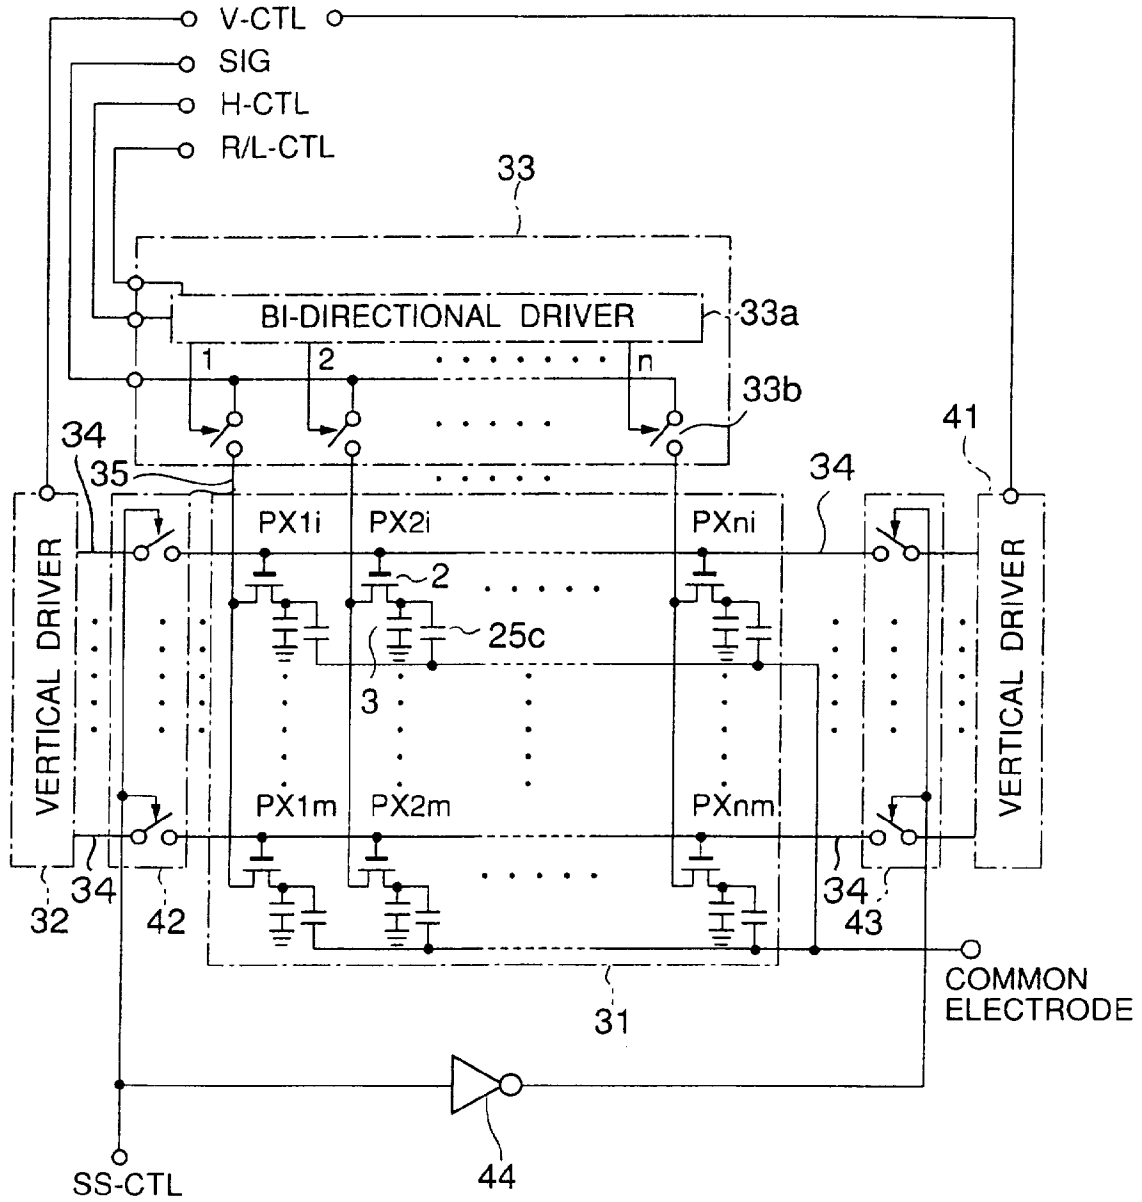 V-CTL
SIG
H-CTL
R/L-CTL
33
BI-DIRECTIONAL DRIVER
33a
1
2
n
33b
34
35
34
41
PX1i
PX2i
PXni
2
25c
3
VERTICAL DRIVER
VERTICAL DRIVER
PX1m
PX2m
PXnm
32
34
42
34
43
31
COMMON
ELECTRODE
44
SS-CTL